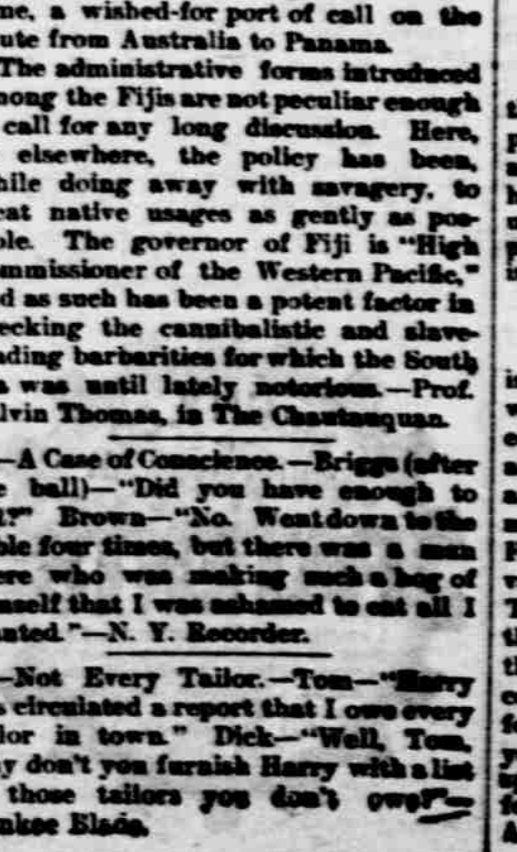 me, a wished-for port of call on the
ute from Australia to Panama.
The administrative forms introduced
nong the Fijis are not peculiar enough
call for any long discussion. Here,
elsewhere, the policy has been,
hile doing away with savagery, to
eat native usages as gently as pos-
ble. The governor of Fiji is "High
ommissioner of the Western Pacific,"
d as such has been a potent factor in
ecking the cannibalistic and slave-
ading barbarities for which the South
a was until lately notorious.—Prof.
lvin Thomas, in The Chautauquan.
—A Case of Conscience.—Briggs (after
e ball)—"Did you have enough to
t?" Brown—"No. Went down to the
ble four times, but there was a man
ere who was making such a hog of
mself that I was ashamed to eat all I
anted."—N. Y. Recorder.
—Not Every Tailor.—Tom—"Harry
s circulated a report that I owe every
lor in town." Dick—"Well, Tom,
y don't you furnish Harry with a list
those tailors you don't owe?"—
nkee Blade.